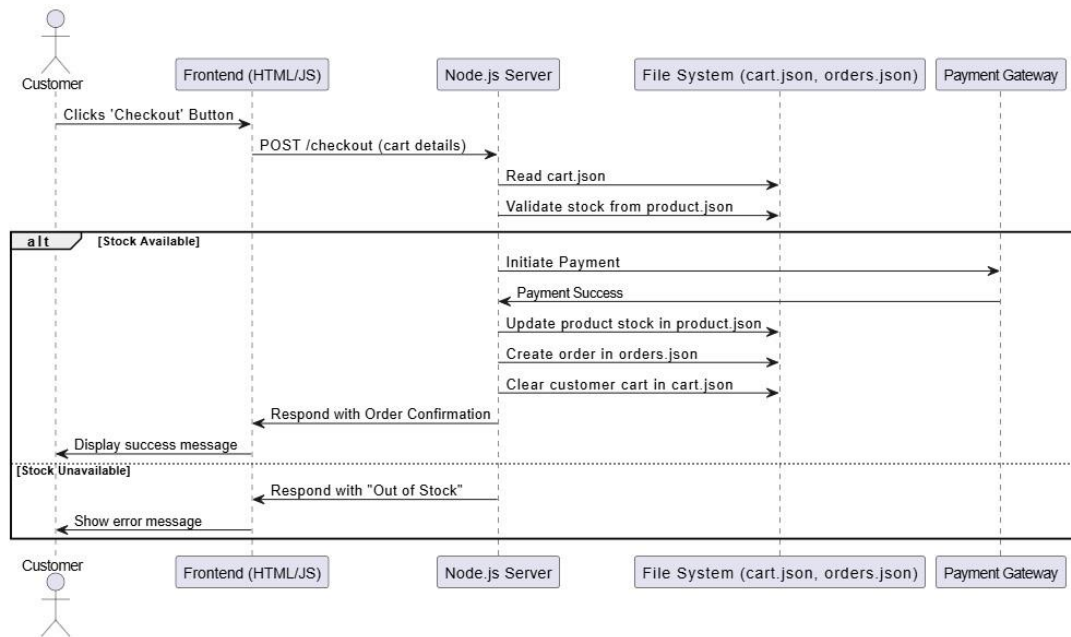 Customer
Frontend (HTML/JS)
Node.js Server
File System (cart.json, orders.json)
Payment Gateway
Clicks 'Checkout' Button
POST /checkout (cart details)
Read cart.json
Validate stock from product.json
alt
[Stock Available]
Initiate Payment
Payment Success
Update product stock in product.json
Create order in orders.json
Clear customer cart in cart.json
Respond with Order Confirmation
Display success message
[Stock Unavailable]
Respond with "Out of Stock"
Show error message
Customer
Frontend (HTML/JS)
Node.js Server
File System (cart.json, orders.json)
Payment Gateway